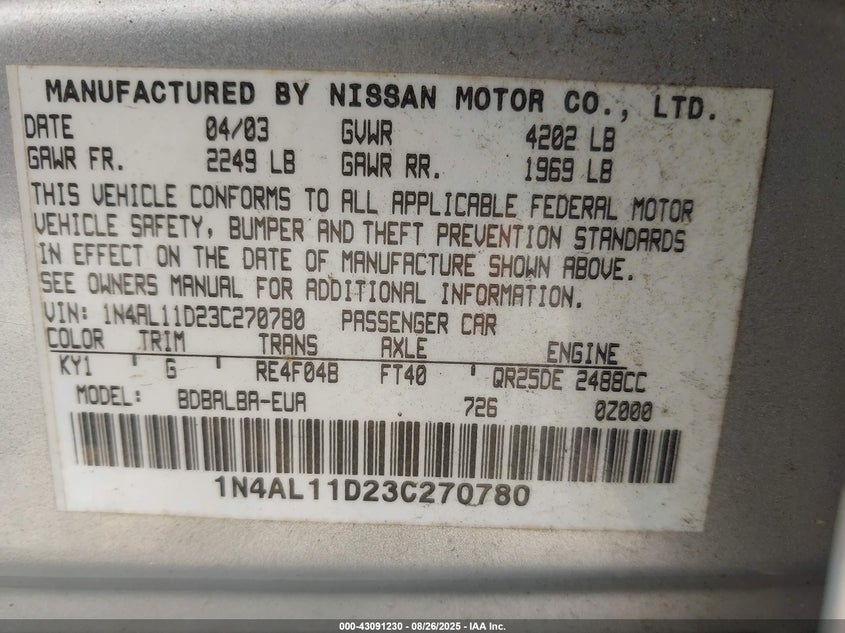 MANUFACTURED BY NISSAN MOTOR CO., LTD.
DATE 04/03 GVWR 4202 LB
GAWR FR. 2249 LB GAWR RR. 1969 LB
THIS VEHICLE CONFORMS TO ALL APPLICABLE FEDERAL MOTOR
VEHICLE SAFETY, BUMPER AND THEFT PREVENTION STANDARDS
IN EFFECT ON THE DATE OF MANUFACTURE SHOWN ABOVE.
SEE OWNERS MANUAL FOR ADDITIONAL INFORMATION.
VIN: 1N4AL11D23C270780 PASSENGER CAR
COLOR TRIM TRANS AXLE ENGINE
KY1 ' G ' RE4F04B FT40 ' QR25DE 2488CC
MODEL: BDBALBA-EUA 726 0Z000
1N4AL11D23C270780
000-43091230 - 08/26/2025 - IAA Inc.